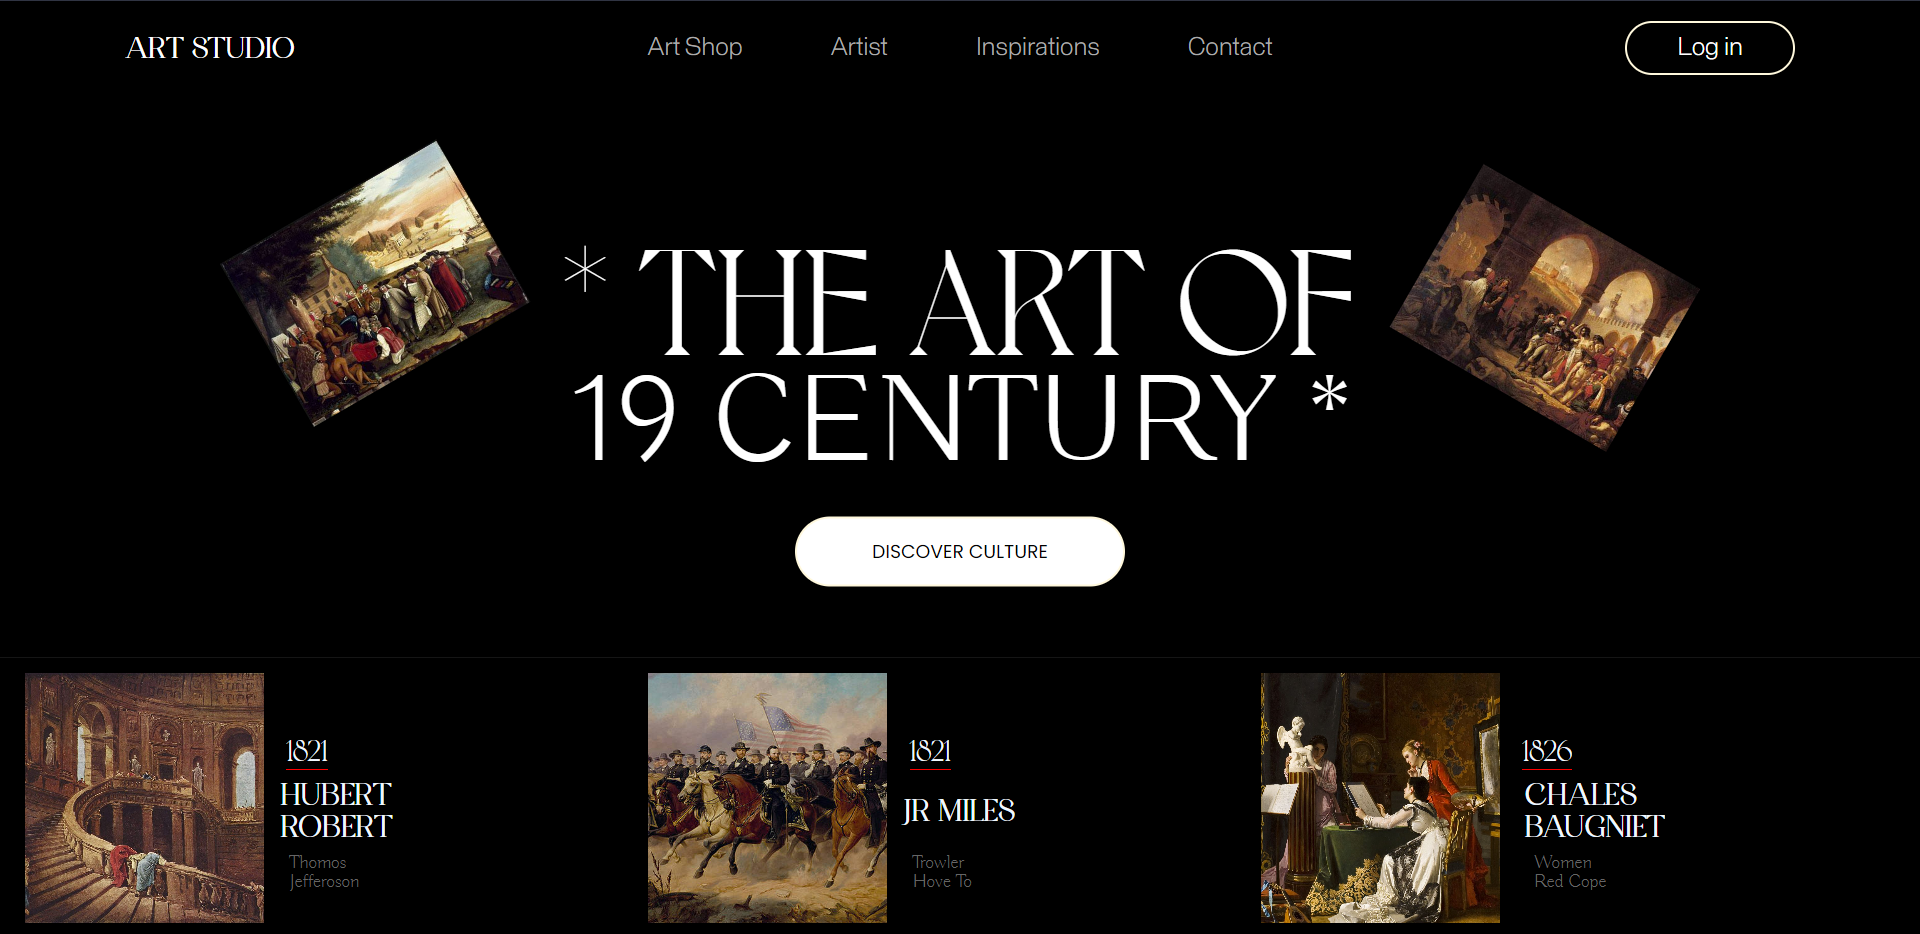 ART STUDIO
Art Shop
Artist
Inspirations
Contact
Log in
* THE ART OF
19 CENTURY *
DISCOVER CULTURE
1821
HUBERT
ROBERT
Thomos
Jefferoson
1821
JR MILES
Trowler
Hove To
1826
CHALES
BAUGNIET
Women
Red Cope